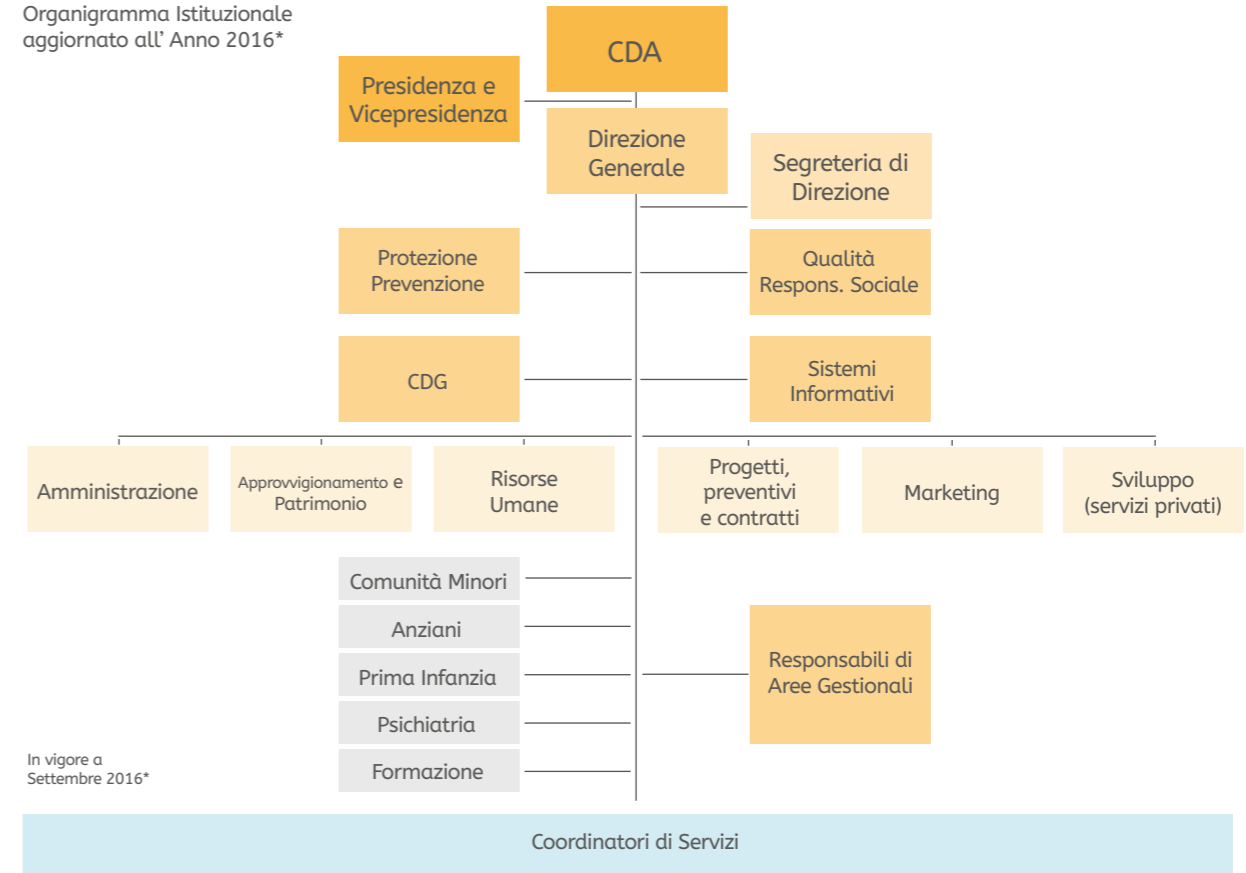 Organigramma Istituzionale
aggiornato all' Anno 2016*
CDA
Presidenza e
Vicepresidenza
Direzione
Generale
Segreteria di
Direzione
Protezione
Prevenzione
Qualità
Respons. Sociale
CDG
Sistemi
Informativi
Amministrazione
Approvvigionamento e
Patrimonio
Risorse
Umane
Progetti,
preventivi
e contratti
Marketing
Sviluppo
(servizi privati)
Comunità Minori
Anziani
Prima Infanzia
Psichiatria
Formazione
Responsabili di
Aree Gestionali
In vigore a
Settembre 2016*
Coordinatori di Servizi